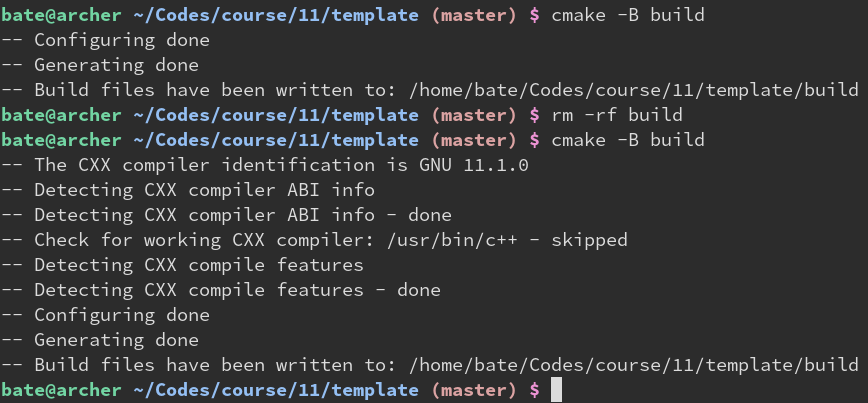 bate@archer ~/Codes/course/11/template (master) $ cmake -B build
-- Configuring done
-- Generating done
-- Build files have been written to: /home/bate/Codes/course/11/template/build
bate@archer ~/Codes/course/11/template (master) $ rm -rf build
bate@archer ~/Codes/course/11/template (master) $ cmake -B build
-- The CXX compiler identification is GNU 11.1.0
-- Detecting CXX compiler ABI info
-- Detecting CXX compiler ABI info - done
-- Check for working CXX compiler: /usr/bin/c++ - skipped
-- Detecting CXX compile features
-- Detecting CXX compile features - done
-- Configuring done
-- Generating done
-- Build files have been written to: /home/bate/Codes/course/11/template/build
bate@archer ~/Codes/course/11/template (master) $